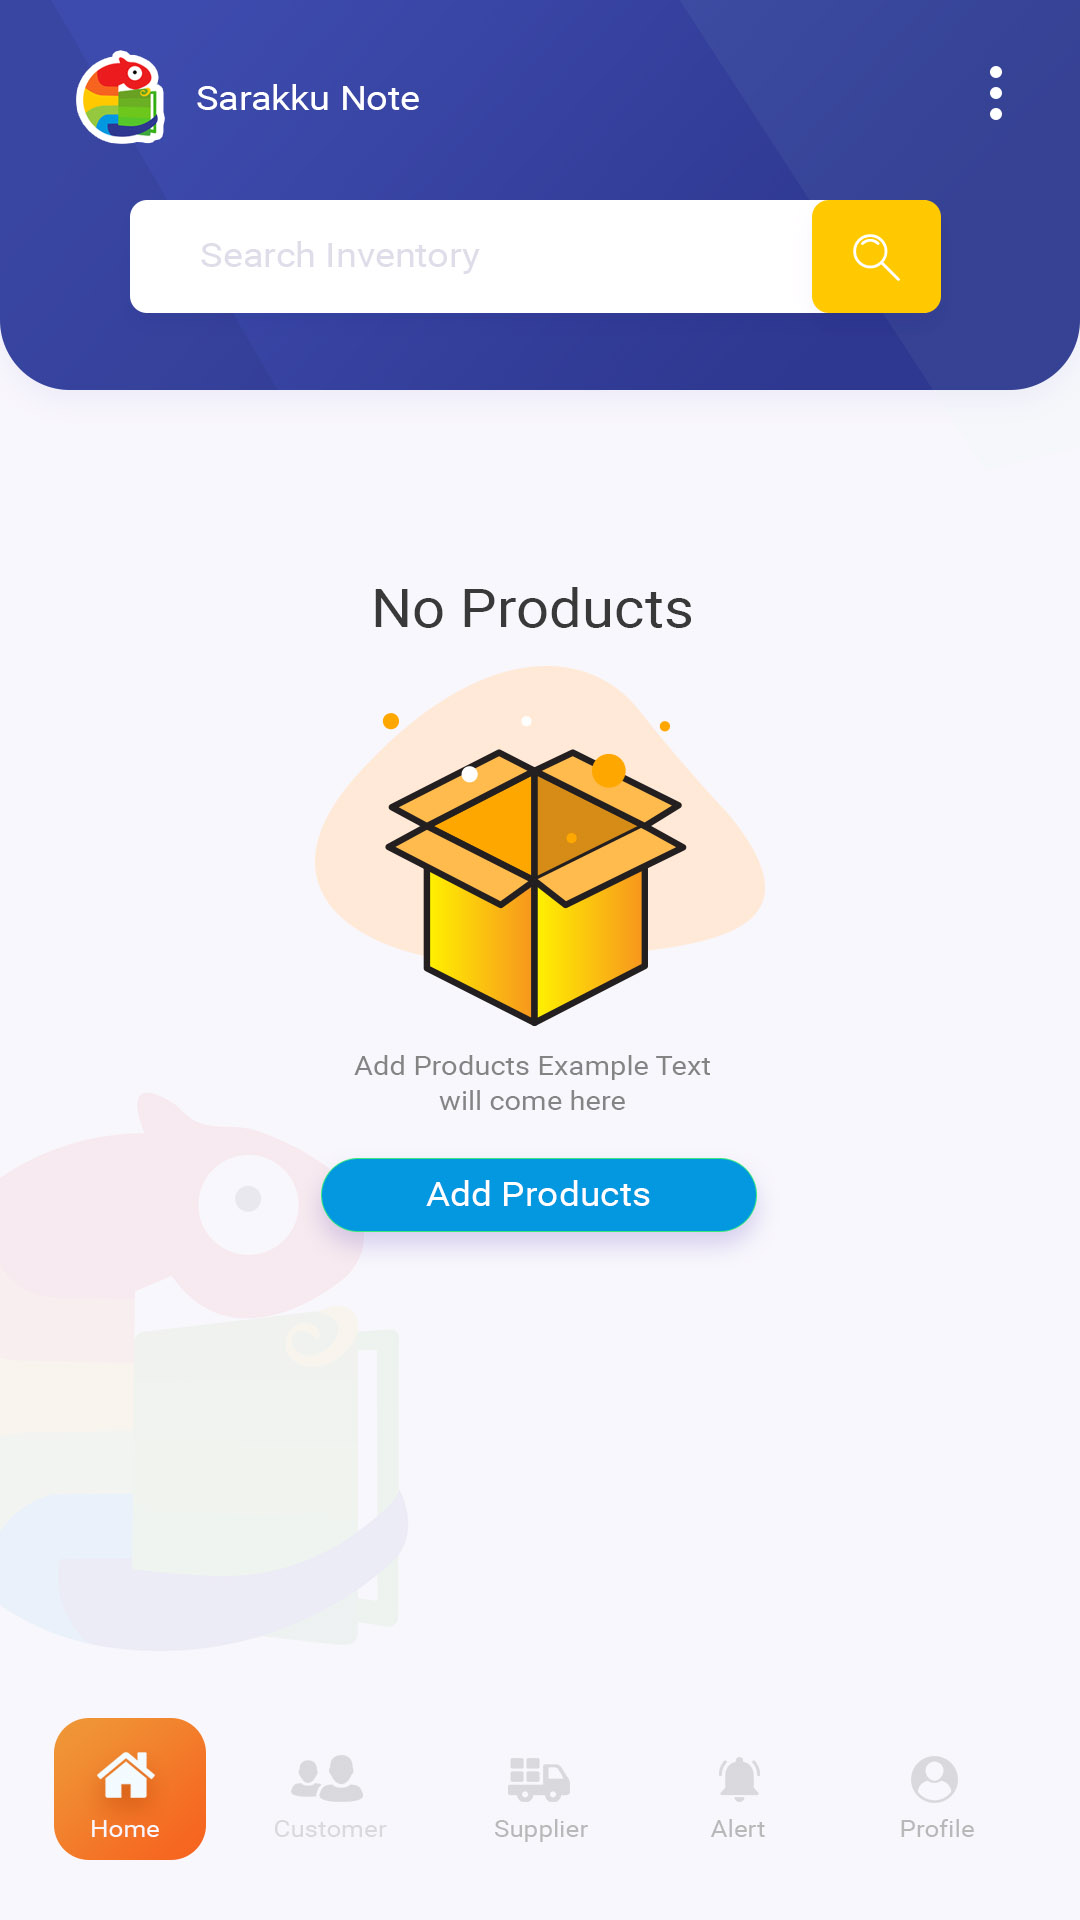 Sarakku Note
Search Inventory
No Products
Add Products Example Text
will come here
Add Products
Home
Customer
Supplier
Alert
Profile